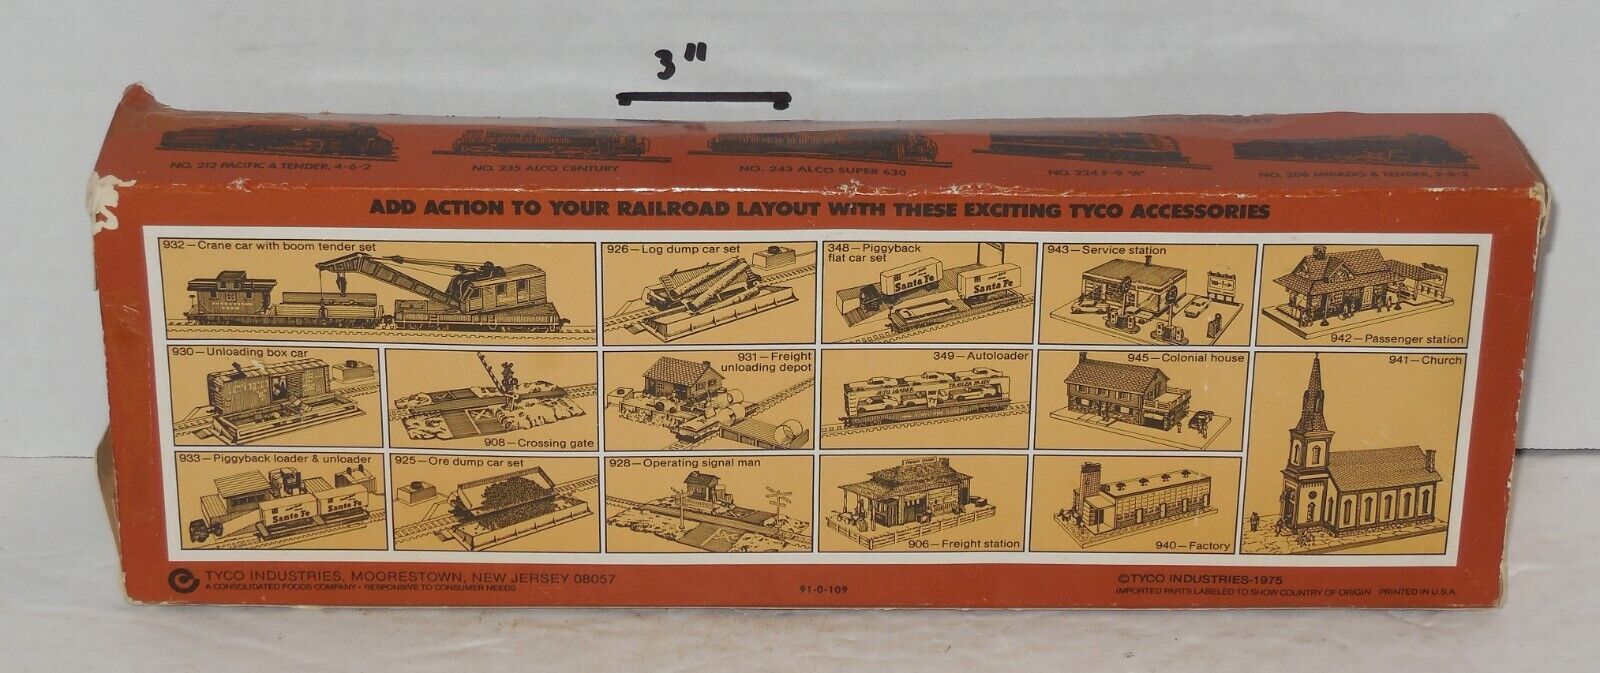 3"
NO. 212 PACIFIC & TENDER, 4-6-2
NO. 235 ALCO CENTURY
NO. 243 ALCO SUPER 630
NO. 224 F-9 "A"
NO. 208 MIKADO & TENDER, 2-8-2
ADD ACTION TO YOUR RAILROAD LAYOUT WITH THESE EXCITING TYCO ACCESSORIES
932—Crane car with boom tender set
926—Log dump car set
348—Piggyback
flat car set
Santa Fe
Santa Fe
943—Service station
942—Passenger station
930—Unloading box car
908—Crossing gate
931—Freight
unloading depot
349—Autoloader
945—Colonial house
941—Church
933—Piggyback loader & unloader
Santa Fe
Santa Fe
925—Ore dump car set
928—Operating signal man
906—Freight station
940—Factory
TYCO INDUSTRIES, MOORESTOWN, NEW JERSEY 08057
A CONSOLIDATED FOODS COMPANY • RESPONSIVE TO CONSUMER NEEDS
91-0-109
©TYCO INDUSTRIES-1975
IMPORTED PARTS LABELED TO SHOW COUNTRY OF ORIGIN PRINTED IN U.S.A.